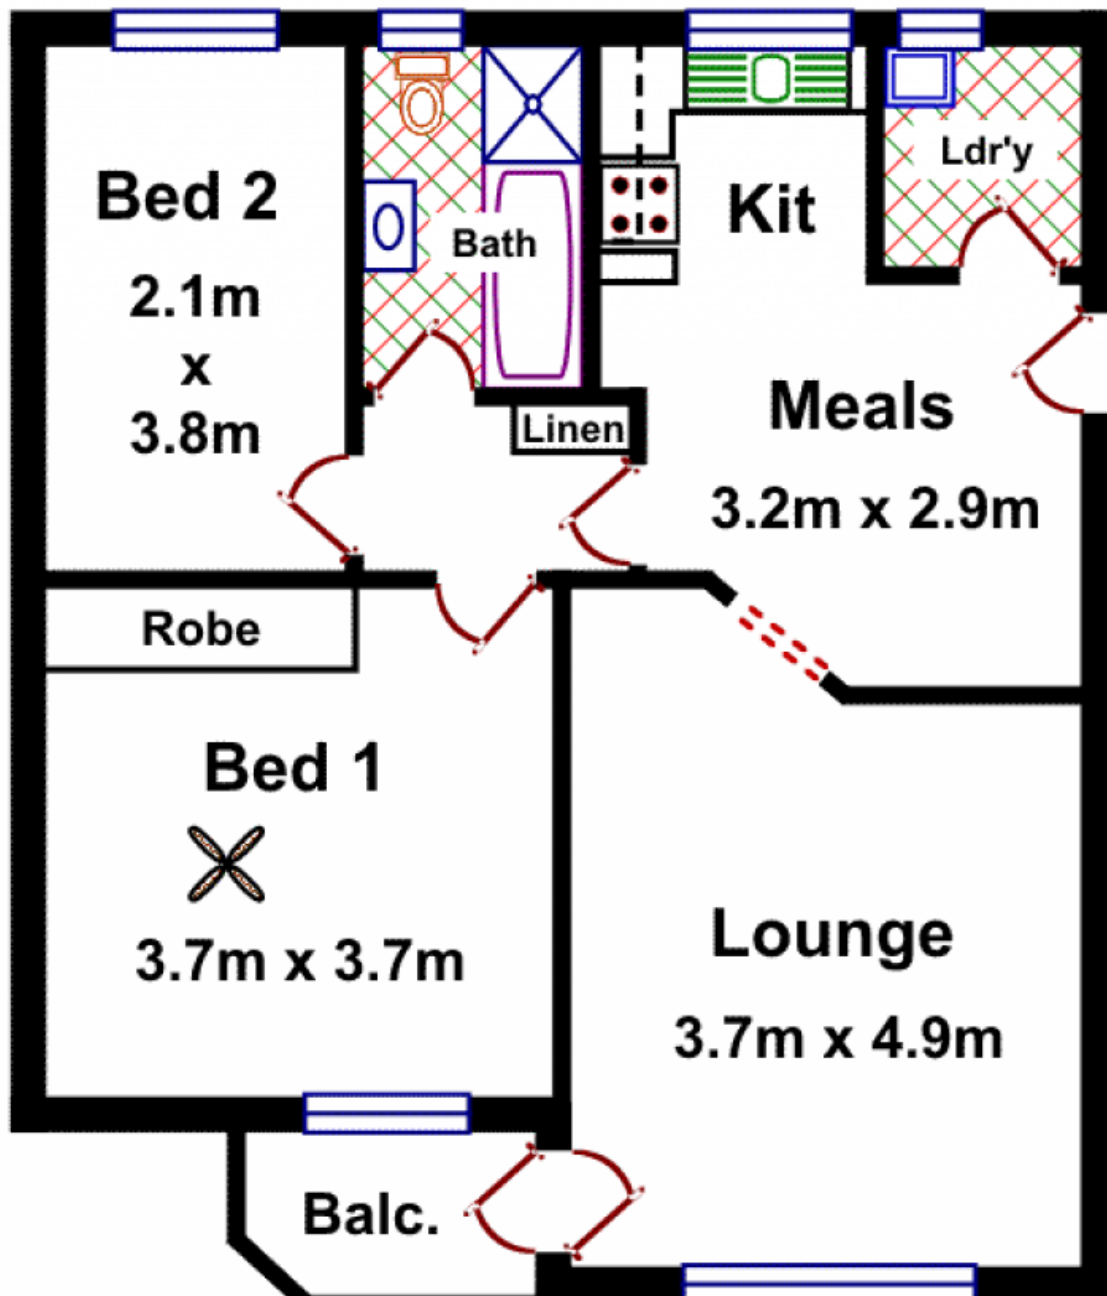 Bed 2
2.1m
x
3.8m
Bath
Kit
Ldr'y
Linen
Meals
3.2m x 2.9m
Robe
Bed 1
3.7m x 3.7m
Lounge
3.7m x 4.9m
Balc.